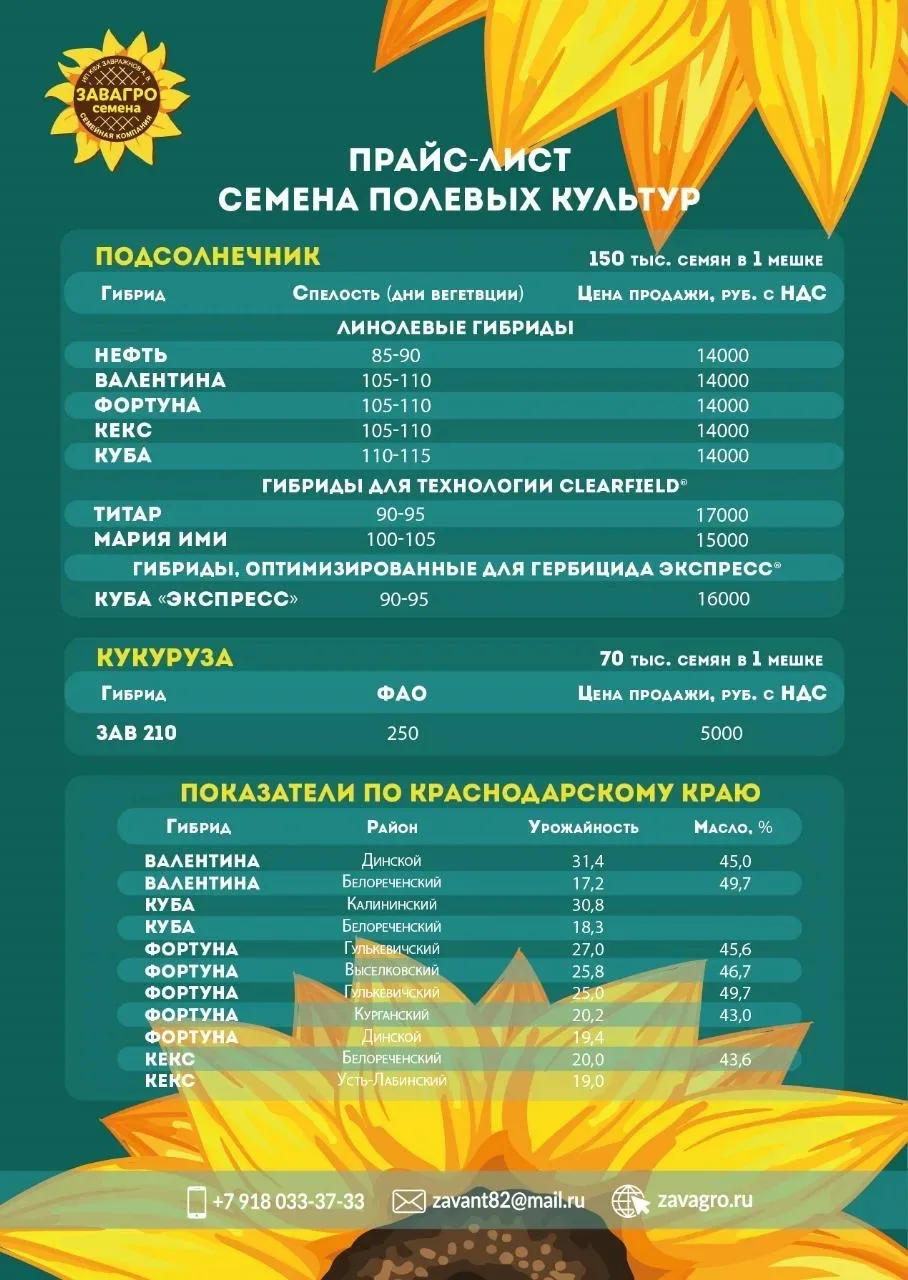 ИП КФХ ЗАВРАЖНОВ А. В.
ЗАВАГРО
семена
СЕМЕЙНАЯ КОМПАНИЯ
ПРАЙС-ЛИСТ
СЕМЕНА ПОЛЕВЫХ КУЛЬТУР
ПОДСОЛНЕЧНИК 150 тыс. семян в 1 мешке
Гибрид Спелость (дни вегетвции) Цена продажи, руб. с НДС
ЛИНОЛЕВЫЕ ГИБРИДЫ
НЕФТЬ 85-90 14000
ВАЛЕНТИНА 105-110 14000
ФОРТУНА 105-110 14000
КЕКС 105-110 14000
КУБА 110-115 14000
ГИБРИДЫ ДЛЯ ТЕХНОЛОГИИ CLEARFIELD®
ТИТАР 90-95 17000
МАРИЯ ИМИ 100-105 15000
ГИБРИДЫ, ОПТИМИЗИРОВАННЫЕ ДЛЯ ГЕРБИЦИДА ЭКСПРЕСС®
КУБА «ЭКСПРЕСС» 90-95 16000
КУКУРУЗА 70 тыс. семян в 1 мешке
Гибрид ФАО Цена продажи, руб. с НДС
ЗАВ 210 250 5000
ПОКАЗАТЕЛИ ПО КРАСНОДАРСКОМУ КРАЮ
Гибрид Район Урожайность Масло, %
ВАЛЕНТИНА Динской 31,4 45,0
ВАЛЕНТИНА Белореченский 17,2 49,7
КУБА Калининский 30,8
КУБА Белореченский 18,3
ФОРТУНА Гулькевичский 27,0 45,6
ФОРТУНА Выселковский 25,8 46,7
ФОРТУНА Гулькевичский 25,0 49,7
ФОРТУНА Курганский 20,2 43,0
ФОРТУНА Динской 19,4
КЕКС Белореченский 20,0 43,6
КЕКС Усть-Лабинский 19,0
+7 918 033-37-33 zavant82@mail.ru zavagro.ru